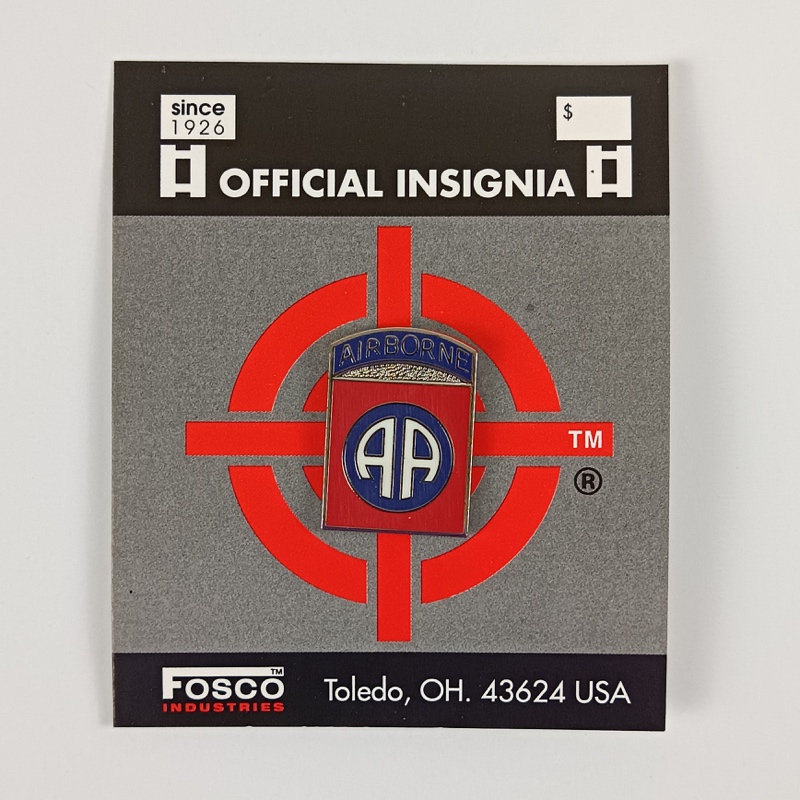 since
1926
$
OFFICIAL INSIGNIA
AIRBORNE
AA
TM
®
FOSCO™
INDUSTRIES
Toledo, OH. 43624 USA